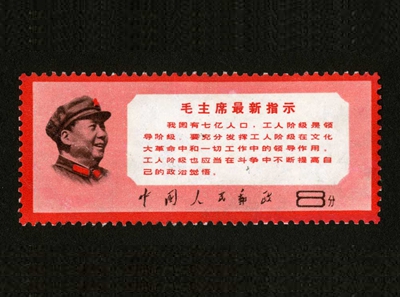 毛主席最新指示
我国有七亿人口，工人阶级是领
导阶级．要充分发挥工人阶级在文化
大革命中和一切工作中的领导作用．
工人阶级也应当在斗争中不断提高自
己的政治觉悟．
中国人民邮政
8分